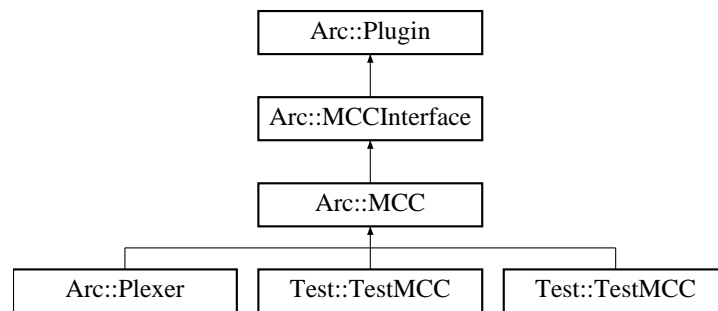 Arc::Plugin
Arc::MCCInterface
Arc::MCC
Arc::Plexer
Test::TestMCC
Test::TestMCC